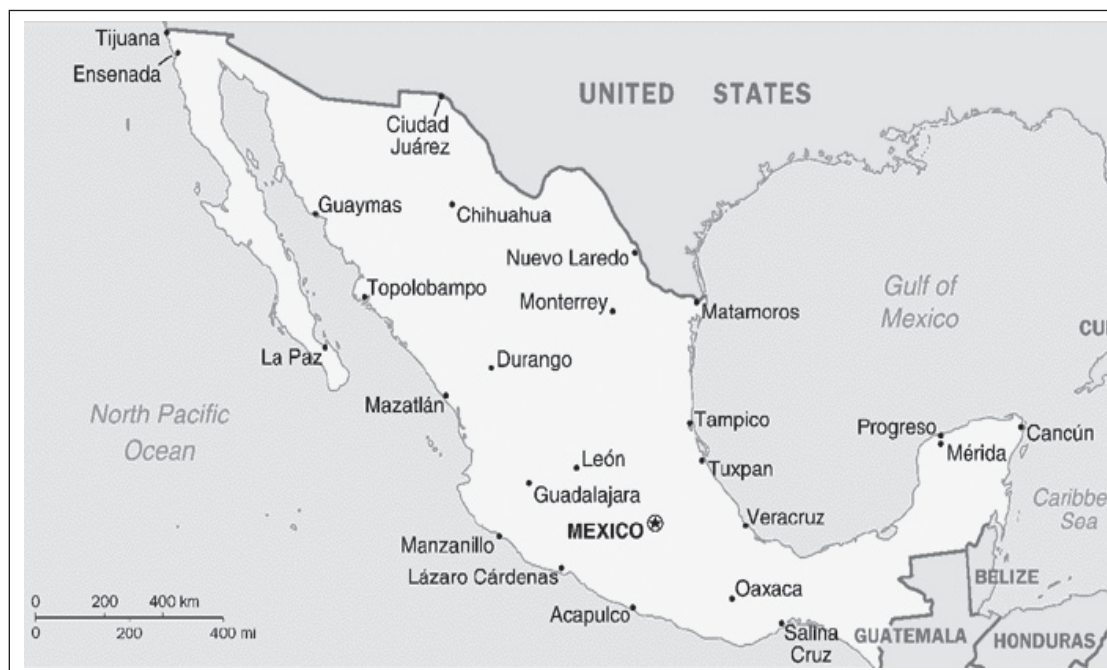 Tijuana
Ensenada
UNITED STATES
Ciudad
Juárez
Guaymas
Chihuahua
Nuevo Laredo
Topolobampo
Monterrey
Matamoros
Gulf of
Mexico
CU
La Paz
Durango
Mazatlán
North Pacific
Ocean
Tampico
Progreso
Cancún
Mérida
León
Tuxpan
Guadalajara
Caribbe
Sea
MEXICO
Veracruz
Manzanillo
Lázaro Cárdenas
BELIZE
Oaxaca
Acapulco
Salina
Cruz
GUATEMALA
HONDURAS
0 200 400 km
0 200 400 mi